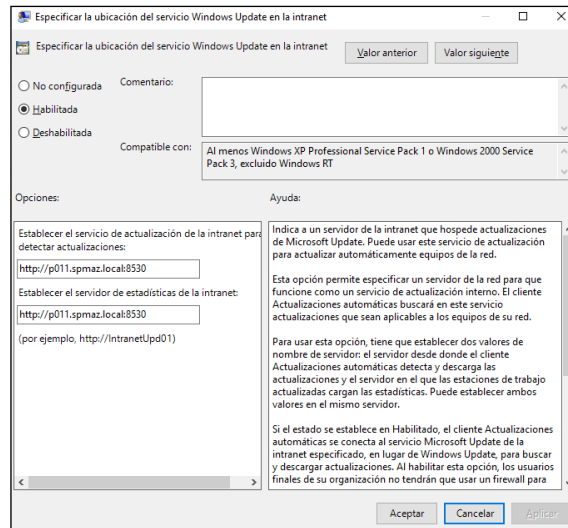 Especificar la ubicación del servicio Windows Update en la intranet
Especificar la ubicación del servicio Windows Update en la intranet
Valor anterior
Valor siguiente
No configurada
Comentario:
Habilitada
Deshabilitada
Compatible con:
Al menos Windows XP Professional Service Pack 1 o Windows 2000 Service
Pack 3, excluido Windows RT
Opciones:
Ayuda:
Establecer el servicio de actualización de la intranet para
detectar actualizaciones:
http://p011.spmaz.local:8530
Establecer el servidor de estadísticas de la intranet:
http://p011.spmaz.local:8530
(por ejemplo, http://IntranetUpd01)
Indica a un servidor de la intranet que hospede actualizaciones
de Microsoft Update. Puede usar este servicio de actualización
para actualizar automáticamente equipos de la red.
Esta opción permite especificar un servidor de la red para que
funcione como un servicio de actualización interno. El cliente
Actualizaciones automáticas buscará en este servicio
actualizaciones que sean aplicables a los equipos de su red.
Para usar esta opción, tiene que establecer dos valores de
nombre de servidor: el servidor desde donde el cliente
Actualizaciones automáticas detecta y descarga las
actualizaciones y el servidor en el que las estaciones de trabajo
actualizadas cargan las estadísticas. Puede establecer ambos
valores en el mismo servidor.
Si el estado se establece en Habilitado, el cliente Actualizaciones
automáticas se conecta al servicio Microsoft Update de la
intranet especificado, en lugar de Windows Update, para buscar
y descargar actualizaciones. Al habilitar esta opción, los usuarios
finales de su organización no tendrán que usar un firewall para
Aceptar
Cancelar
Aplicar